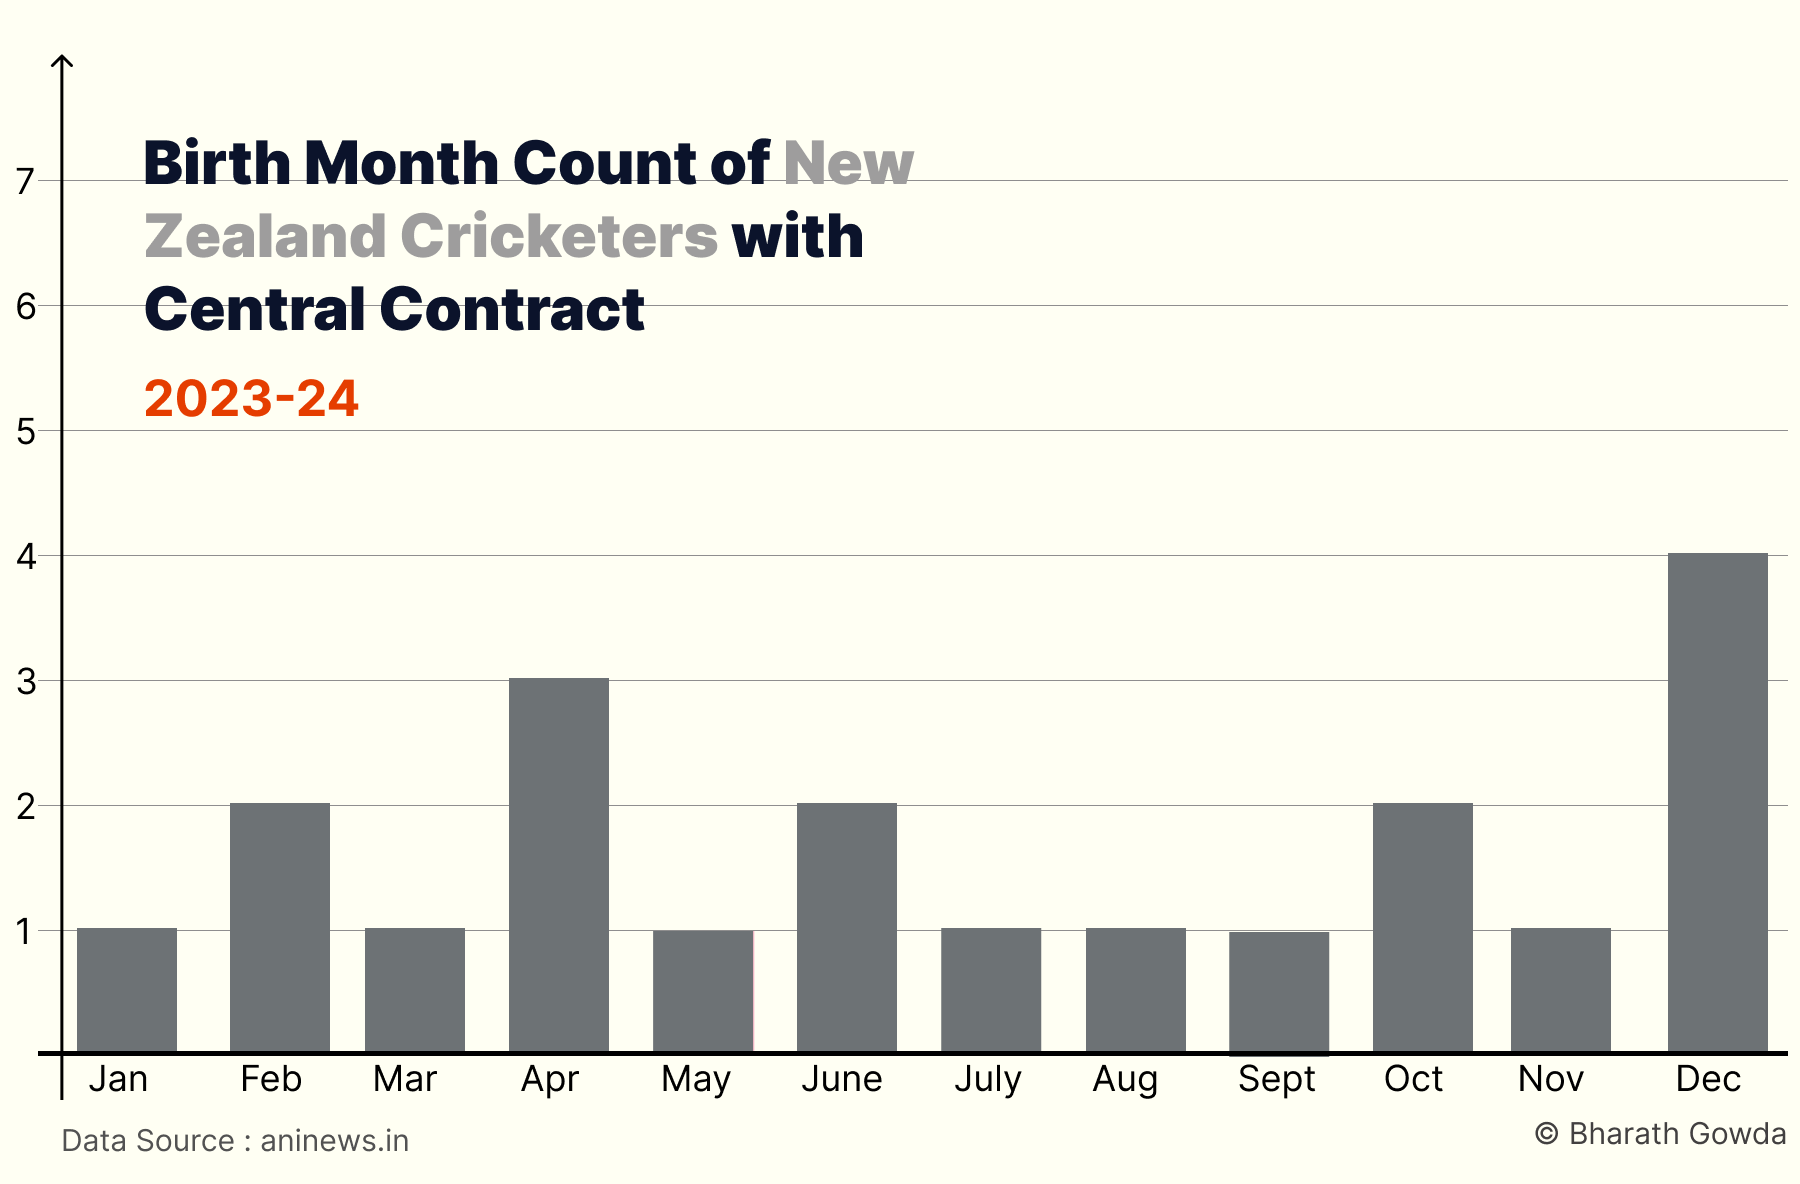 Birth Month Count of New
Zealand Cricketers with
Central Contract
2023-24
7
6
5
4
3
2
1
Jan Feb Mar Apr May June July Aug Sept Oct Nov Dec
Data Source : aninews.in
© Bharath Gowda